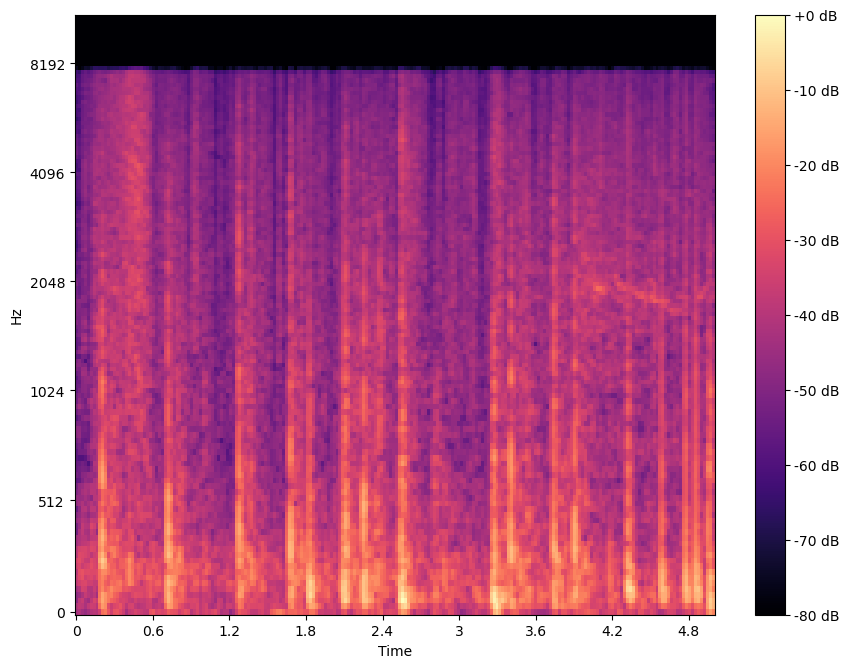 +0 dB
8192
-10 dB
4096
-20 dB
-30 dB
2048
Hz
-40 dB
1024
-50 dB
-60 dB
512
-70 dB
0
-80 dB
0 0.6 1.2 1.8 2.4 3 3.6 4.2 4.8
Time